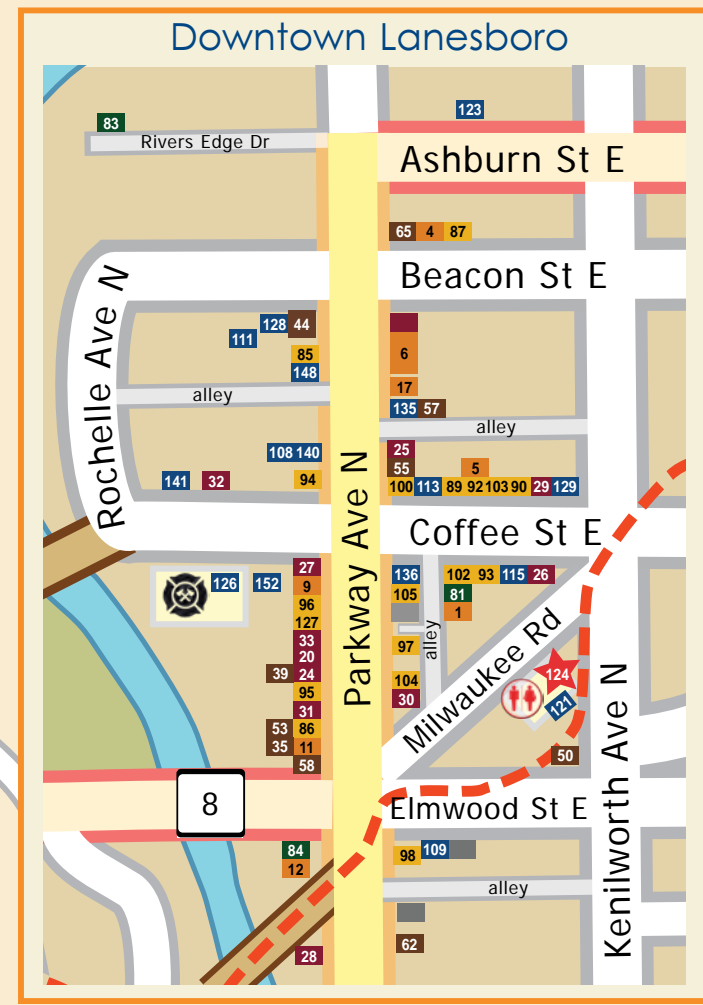 Downtown Lanesboro
123
83
Rivers Edge Dr
Ashburn St E
65 4 87
Beacon St E
Rochelle Ave N
128 44
111
85
148
6
17
alley
135 57
alley
108 140
25
55
5
141 32
94
100 113 89 92 103 90 29 129
Parkway Ave N
Coffee St E
27
126 152
9
96
127
33
20
39 24
95
31
53 86
35 11
58
136
105
102 93 115 26
81
1
alley
97
104
30
Milwaukee Rd
124
121
50
Kenilworth Ave N
8
Elmwood St E
84
12
98 109
alley
62
28